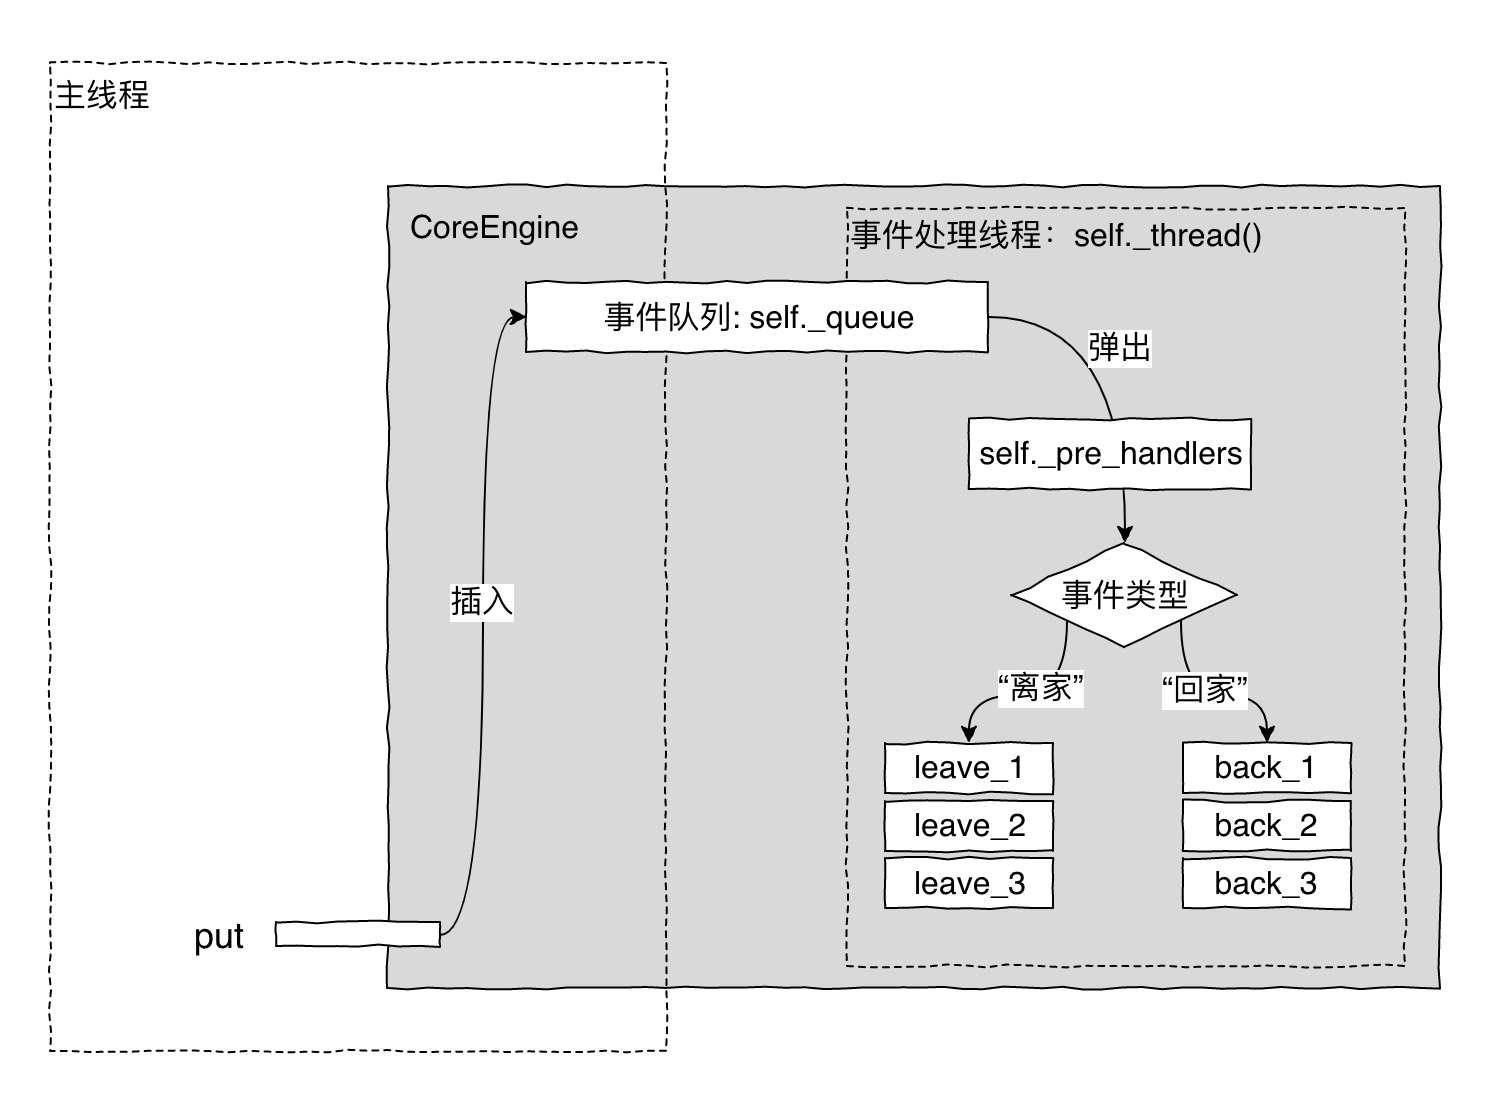 主线程
CoreEngine
事件处理线程：self._thread()
事件队列: self._queue
弹出
self._pre_handlers
事件类型
插入
“离家”
“回家”
leave_1
back_1
leave_2
back_2
leave_3
back_3
put